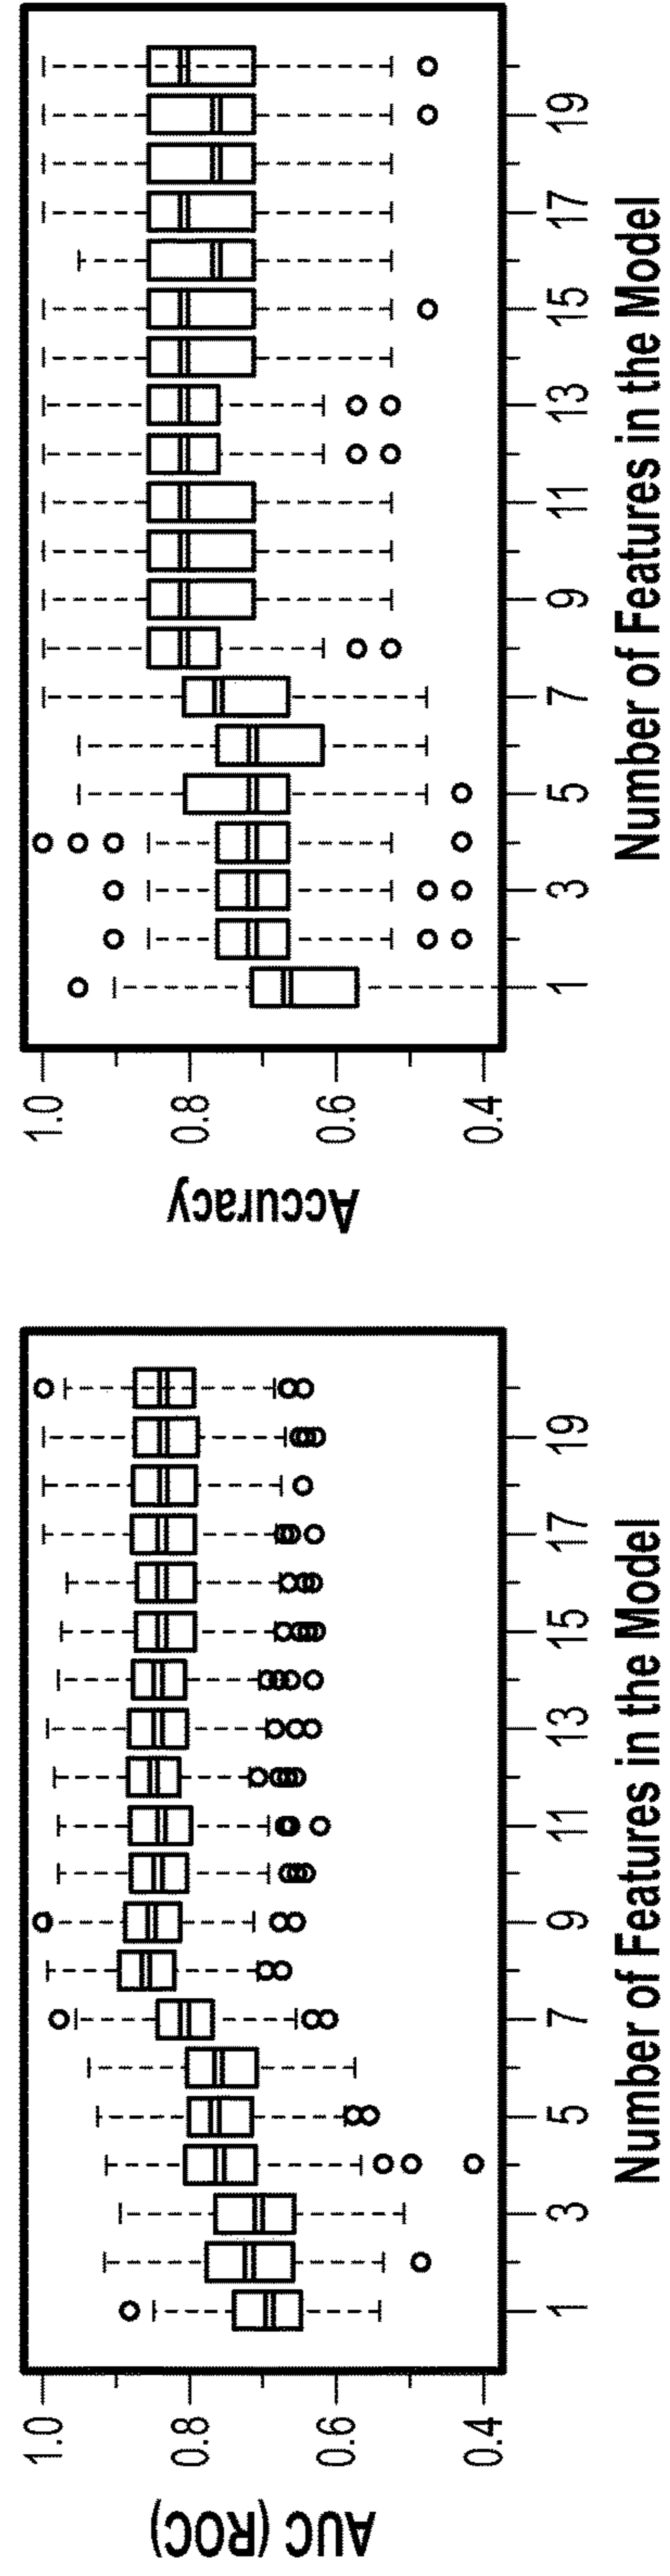 AUC (ROC)
1.0
0.8
0.6
0.4
1 3 5 7 9 11 13 15 17 19
Number of Features in the Model
Accuracy
1.0
0.8
0.6
0.4
1 3 5 7 9 11 13 15 17 19
Number of Features in the Model